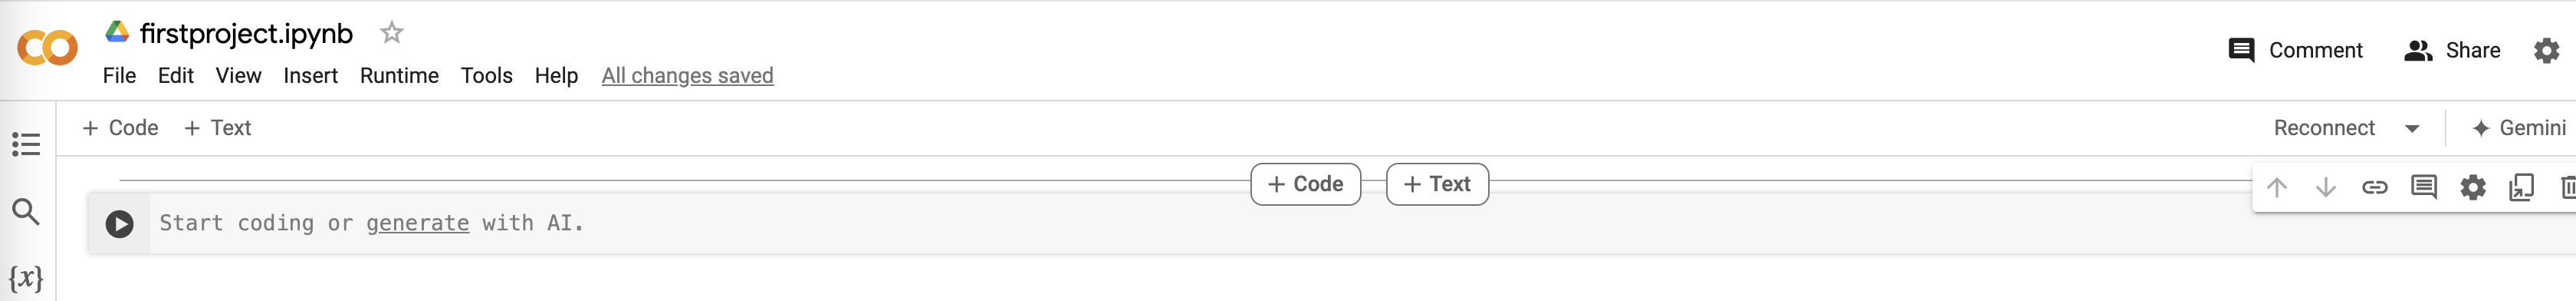 firstproject.ipynb
File Edit View Insert Runtime Tools Help All changes saved
Comment Share
+ Code + Text
Reconnect Gemini
+ Code + Text
Start coding or generate with AI.
{x}